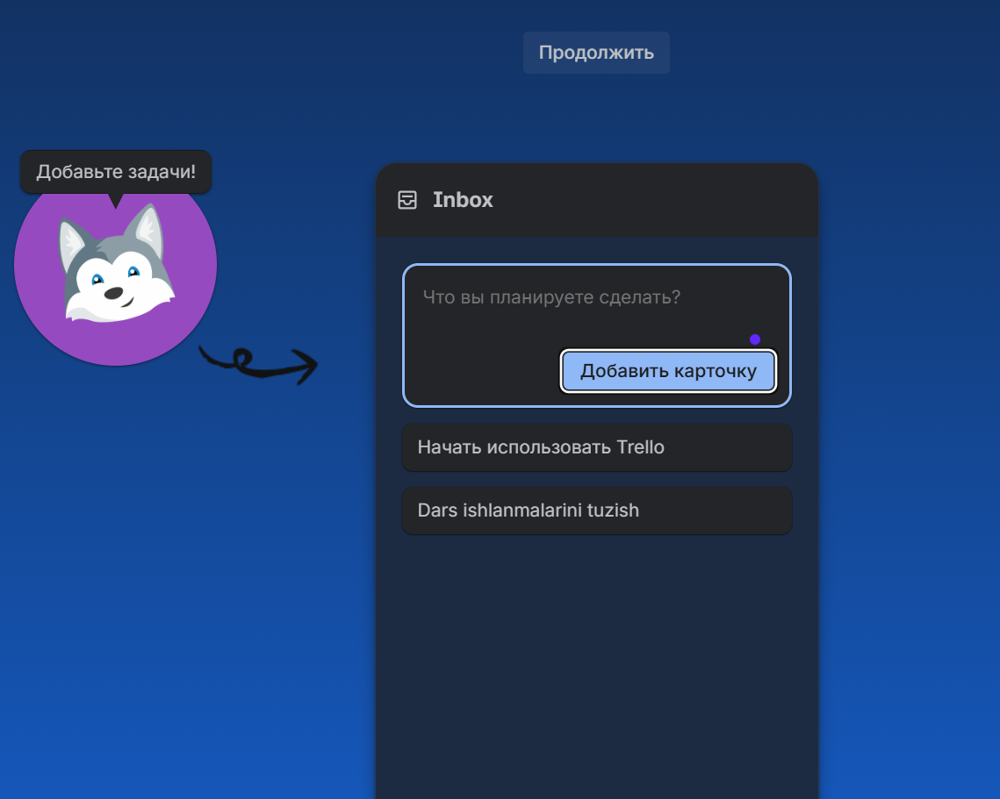 Продолжить
Добавьте задачи!
Inbox
Что вы планируете сделать?
Добавить карточку
Начать использовать Trello
Dars ishlanmalarini tuzish